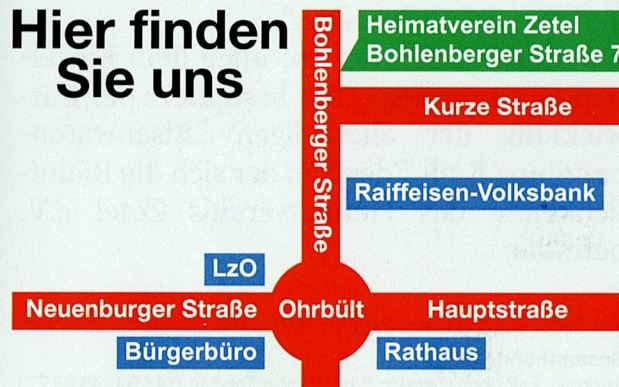 Hier finden
Sie uns
Heimatverein Zetel
Bohlenberger Straße 7
Bohlenberger Straße
Kurze Straße
Raiffeisen-Volksbank
LzO
Neuenburger Straße
Ohrbült
Hauptstraße
Bürgerbüro
Rathaus